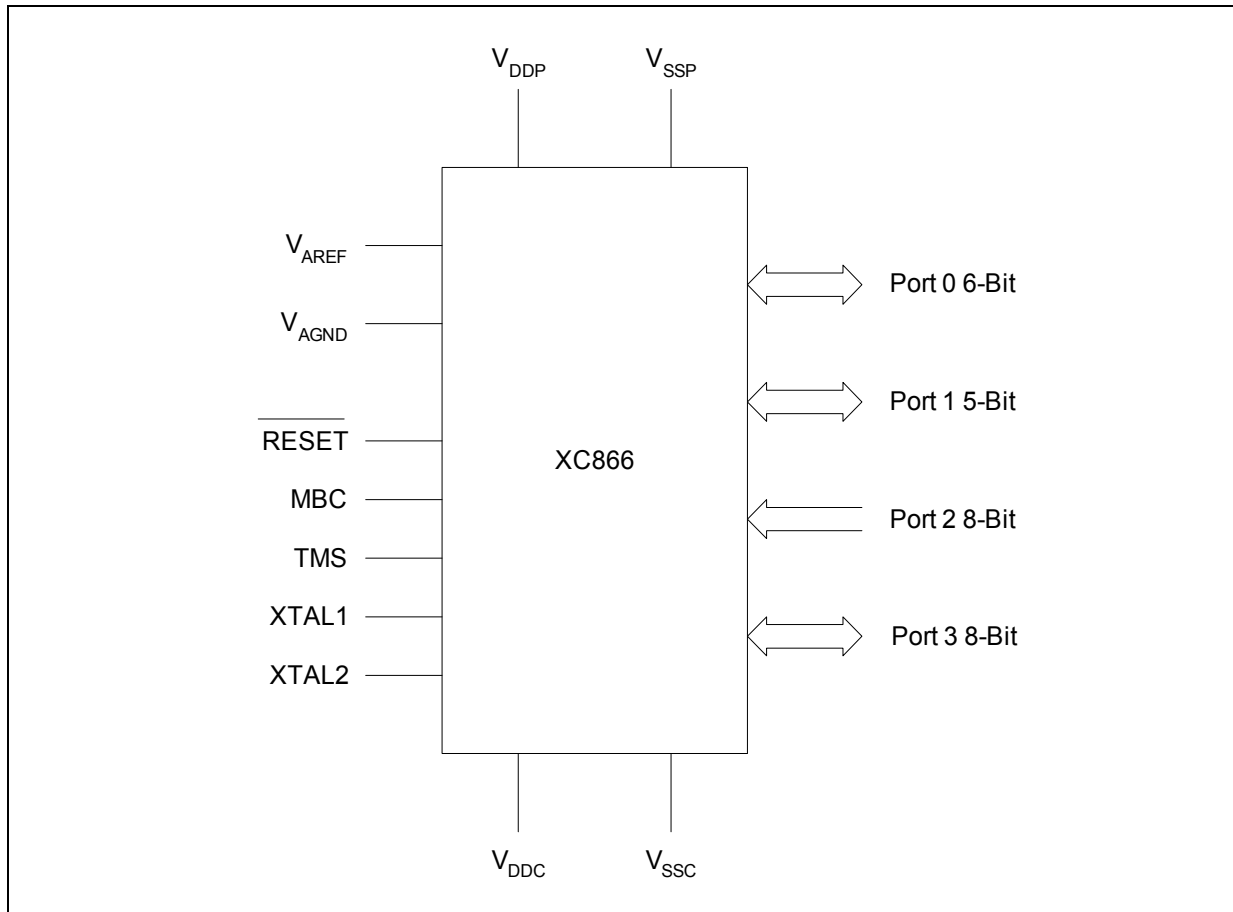 VDDP
VSSP
VAREF
VAGND
RESET
MBC
TMS
XTAL1
XTAL2
XC866
Port 0 6-Bit
Port 1 5-Bit
Port 2 8-Bit
Port 3 8-Bit
VDDC
VSSC